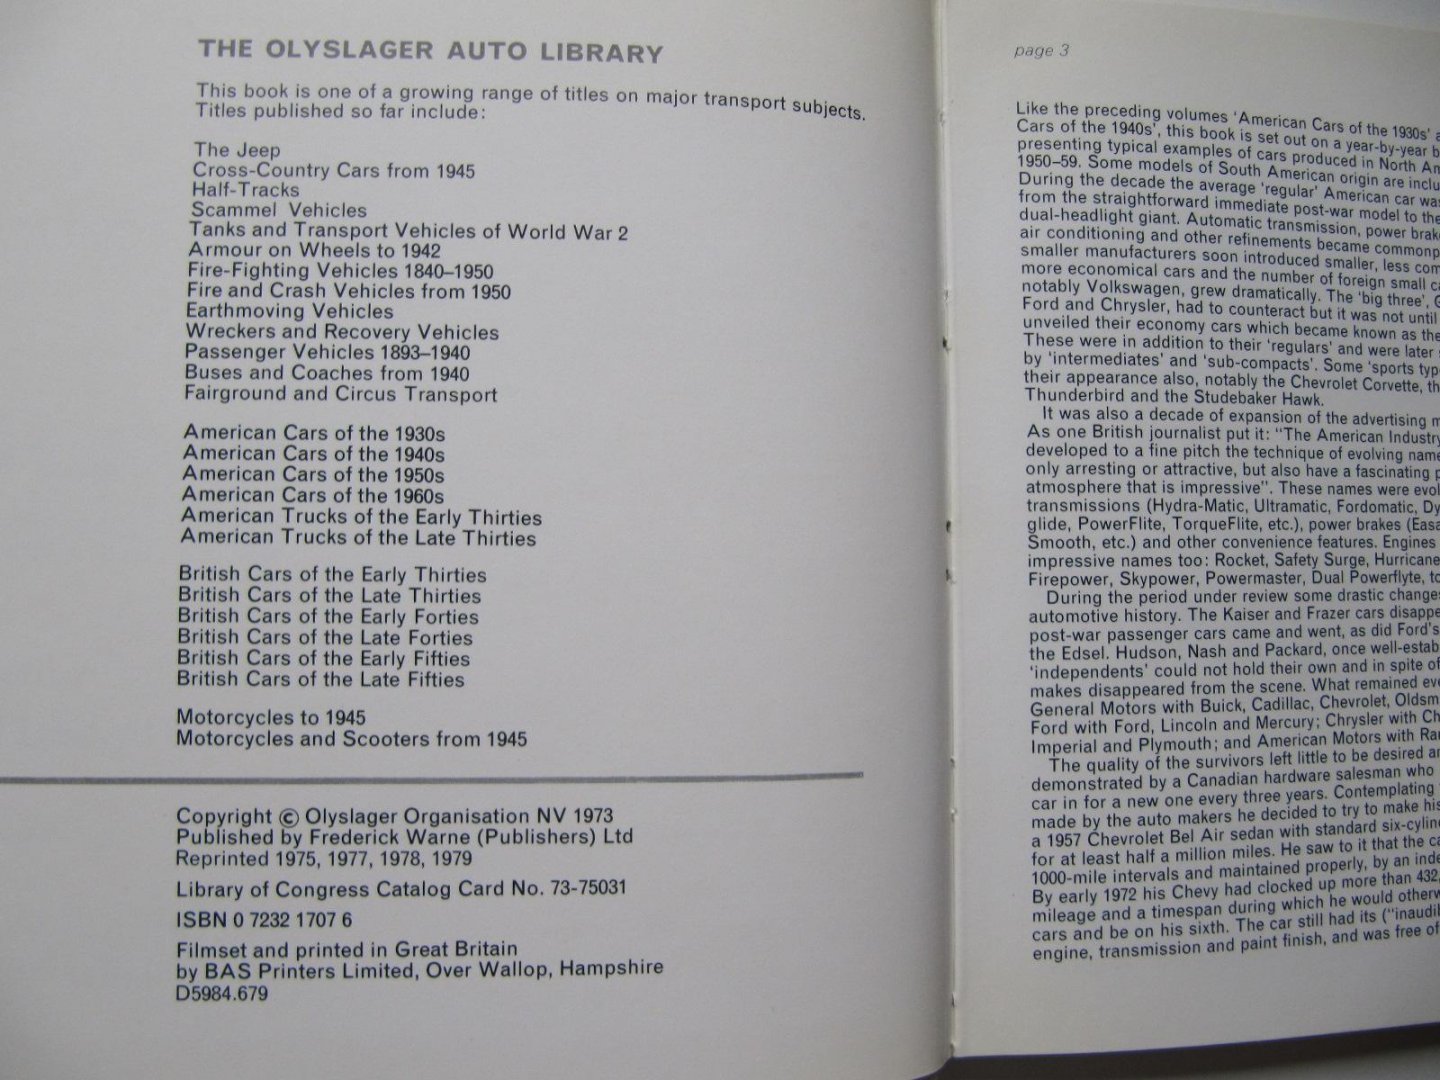 THE OLYSLAGER AUTO LIBRARY
This book is one of a growing range of titles on major transport subjects.
Titles published so far include:
The Jeep
Cross-Country Cars from 1945
Half-Tracks
Scammel Vehicles
Tanks and Transport Vehicles of World War 2
Armour on Wheels to 1942
Fire-Fighting Vehicles 1840–1950
Fire and Crash Vehicles from 1950
Earthmoving Vehicles
Wreckers and Recovery Vehicles
Passenger Vehicles 1893–1940
Buses and Coaches from 1940
Fairground and Circus Transport
American Cars of the 1930s
American Cars of the 1940s
American Cars of the 1950s
American Cars of the 1960s
American Trucks of the Early Thirties
American Trucks of the Late Thirties
British Cars of the Early Thirties
British Cars of the Late Thirties
British Cars of the Early Forties
British Cars of the Late Forties
British Cars of the Early Fifties
British Cars of the Late Fifties
Motorcycles to 1945
Motorcycles and Scooters from 1945
Copyright © Olyslager Organisation NV 1973
Published by Frederick Warne (Publishers) Ltd
Reprinted 1975, 1977, 1978, 1979
Library of Congress Catalog Card No. 73-75031
ISBN 0 7232 1707 6
Filmset and printed in Great Britain
by BAS Printers Limited, Over Wallop, Hampshire
D5984.679
page 3
Like the preceding volumes 'American Cars of the 1930s'
Cars of the 1940s', this book is set out on a year-by-year
presenting typical examples of cars produced in North
1950–59. Some models of South American origin are
During the decade the average 'regular' American car
from the straightforward immediate post-war model to the
dual-headlight giant. Automatic transmission, power
air conditioning and other refinements became
smaller manufacturers soon introduced smaller, less
more economical cars and the number of foreign small
notably Volkswagen, grew dramatically. The 'big three',
Ford and Chrysler, had to counteract but it was not until
unveiled their economy cars which became known as the
These were in addition to their 'regulars' and were later
by 'intermediates' and 'sub-compacts'. Some 'sports
their appearance also, notably the Chevrolet Corvette,
Thunderbird and the Studebaker Hawk.
It was also a decade of expansion of the advertising
As one British journalist put it: "The American Industry
developed to a fine pitch the technique of evolving
only arresting or attractive, but also have a fascinating
atmosphere that is impressive". These names were
transmissions (Hydra-Matic, Ultramatic, Fordomatic,
glide, PowerFlite, TorqueFlite, etc.), power brakes
Smooth, etc.) and other convenience features. Engines
impressive names too: Rocket, Safety Surge, Hurricane
Firepower, Skypower, Powermaster, Dual Powerflyte,
During the period under review some drastic changes
automotive history. The Kaiser and Frazer cars
post-war passenger cars came and went, as did Ford's
the Edsel. Hudson, Nash and Packard, once
'independents' could not hold their own and in spite of
makes disappeared from the scene. What remained
General Motors with Buick, Cadillac, Chevrolet,
Ford with Ford, Lincoln and Mercury; Chrysler with
Imperial and Plymouth; and American Motors with
The quality of the survivors left little to be desired
demonstrated by a Canadian hardware salesman who
car in for a new one every three years. Contemplating
made by the auto makers he decided to try to make his
a 1957 Chevrolet Bel Air sedan with standard
for at least half a million miles. He saw to it that the
1000-mile intervals and maintained properly, by an
By early 1972 his Chevy had clocked up more than 432,
mileage and a timespan during which he would
cars and be on his sixth. The car still had its
engine, transmission and paint finish, and was free of